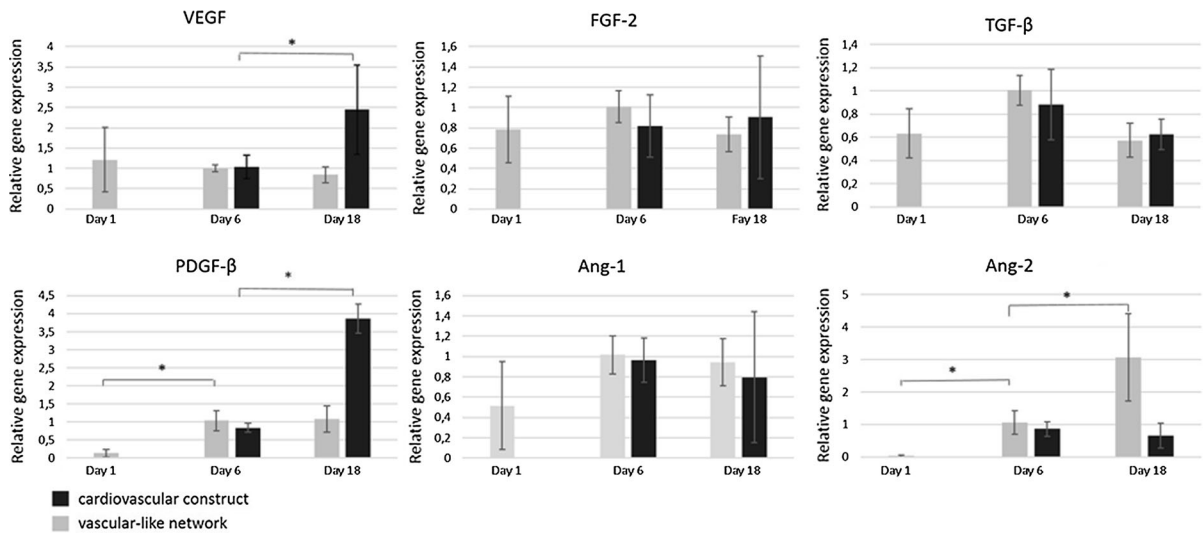 VEGF
Relative gene expression
4
3,5
3
2,5
2
1,5
1
0,5
0
*
Day 1
Day 6
Day 18
FGF-2
Relative gene expression
1,6
1,4
1,2
1
0,8
0,6
0,4
0,2
0
Day 1
Day 6
Fay 18
TGF-β
Relative gene expression
1,4
1,2
1
0,8
0,6
0,4
0,2
0
Day 1
Day 6
Day 18
PDGF-β
Relative gene expression
4,5
4
3,5
3
2,5
2
1,5
1
0,5
0
*
*
Day 1
Day 6
Day 18
Ang-1
Relative gene expression
1,6
1,4
1,2
1
0,8
0,6
0,4
0,2
0
Day 1
Day 6
Day 18
Ang-2
Relative gene expression
5
4
3
2
1
0
*
*
Day 1
Day 6
Day 18
cardiovascular construct
vascular-like network